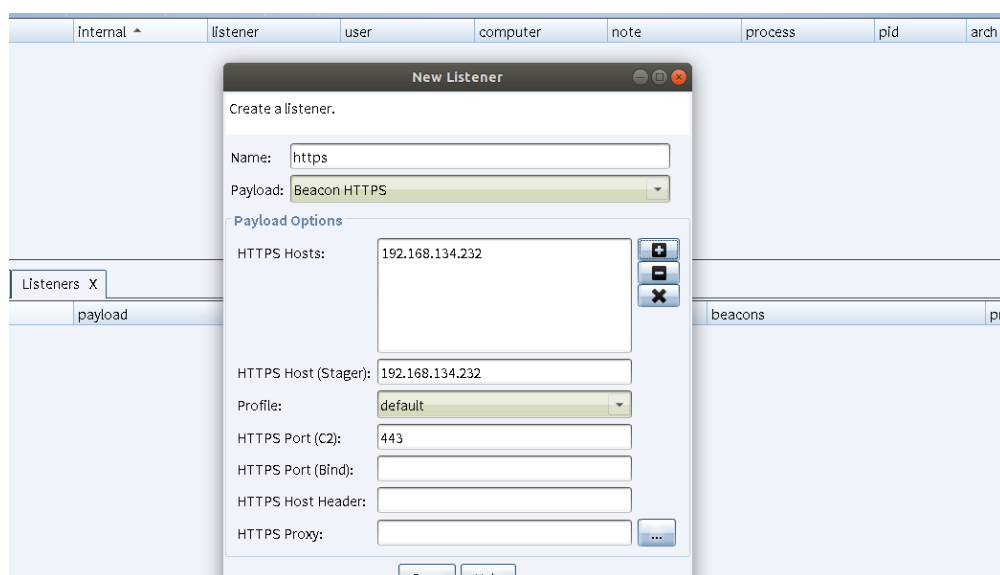 internal listener user computer note process pid arch
New Listener
Create a listener.
Name: https
Payload: Beacon HTTPS
Payload Options
HTTPS Hosts: 192.168.134.232
Listeners X
payload beacons
HTTPS Host (Stager): 192.168.134.232
Profile: default
HTTPS Port (C2): 443
HTTPS Port (Bind):
HTTPS Host Header:
HTTPS Proxy: ...